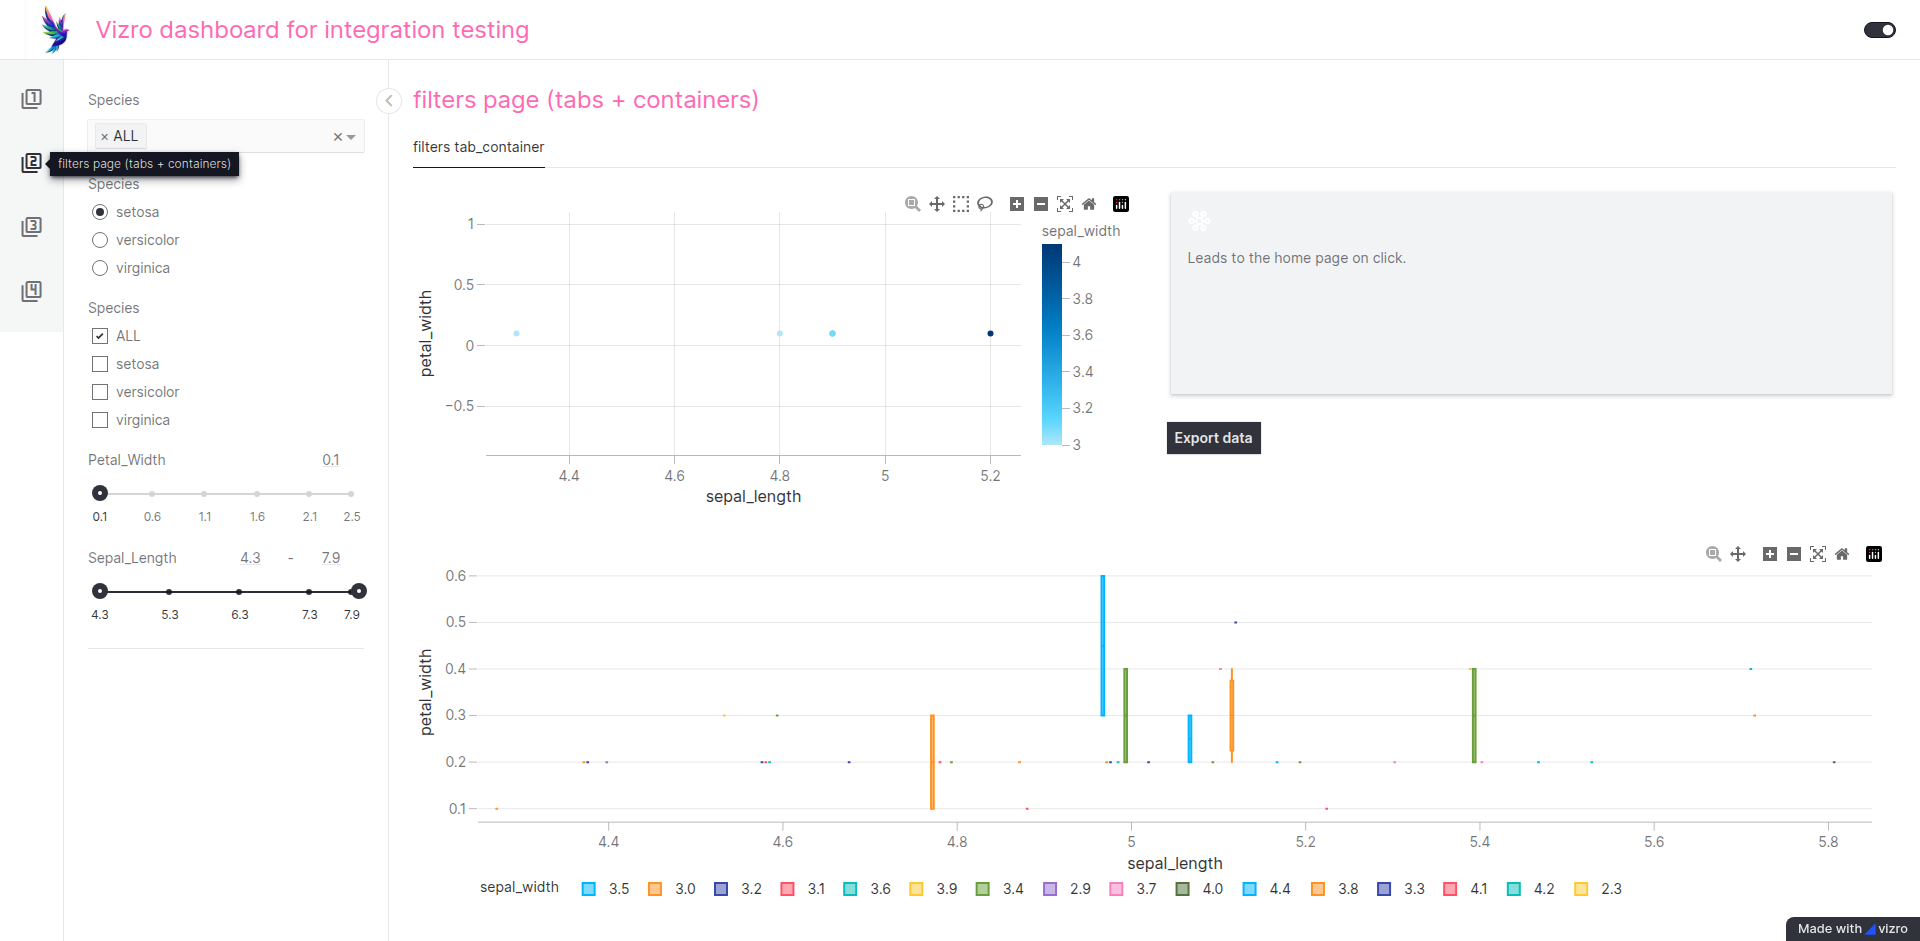 Vizro dashboard for integration testing
1
2
3
4
filters page (tabs + containers)
Species
× ALL
Species
setosa
versicolor
virginica
Species
ALL
setosa
versicolor
virginica
Petal_Width 0.1
0.1 0.6 1.1 1.6 2.1 2.5
Sepal_Length 4.3 - 7.9
4.3 5.3 6.3 7.3 7.9
filters page (tabs + containers)
filters tab_container
petal_width
1
0.5
0
−0.5
4.4 4.6 4.8 5 5.2
sepal_length
sepal_width
4
3.8
3.6
3.4
3.2
3
Leads to the home page on click.
Export data
petal_width
0.6
0.5
0.4
0.3
0.2
0.1
4.4 4.6 4.8 5 5.2 5.4 5.6 5.8
sepal_length
sepal_width 3.5 3.0 3.2 3.1 3.6 3.9 3.4 2.9 3.7 4.0 4.4 3.8 3.3 4.1 4.2 2.3
Made with vizro